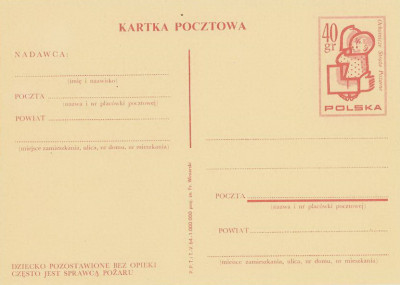 KARTKA POCZTOWA
40
gr
POLSKA
NADAWCA:
(imię i nazwisko)
POCZTA
(nazwa i nr placówki pocztowej)
POWIAT
(miejsce zamieszkania, ulica, nr domu, nr mieszkania)
POCZTA
(nazwa i nr placówki pocztowej)
POWIAT
(miejsce zamieszkania, ulica, nr domu, nr mieszkania)
DZIECKO POZOSTAWIONE BEZ OPIEKI
CZĘSTO JEST SPRAWCĄ POŻARU